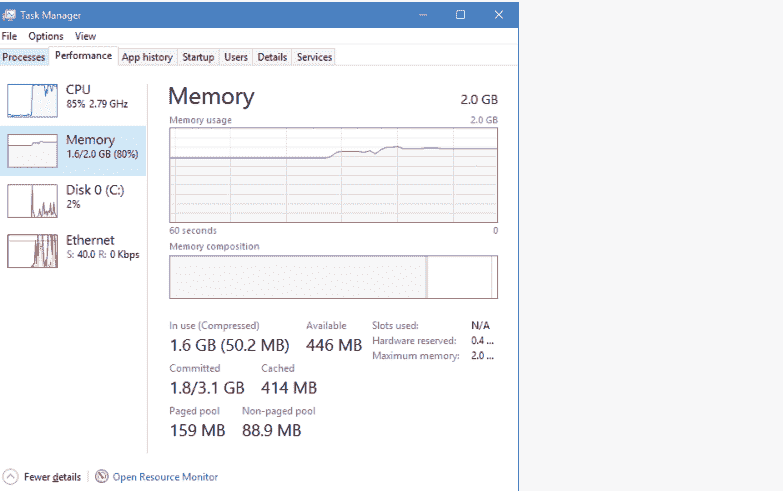 Task Manager
File Options View
Processes Performance App history Startup Users Details Services
CPU
85% 2.79 GHz
Memory
1.6/2.0 GB (80%)
Disk 0 (C:)
2%
Ethernet
S: 40.0 R: 0 Kbps
Memory 2.0 GB
Memory usage 2.0 GB
60 seconds 0
Memory composition
In use (Compressed) Available
1.6 GB (50.2 MB) 446 MB
Committed Cached
1.8/3.1 GB 414 MB
Paged pool Non-paged pool
159 MB 88.9 MB
Slots used: N/A
Hardware reserved: 0.4 ...
Maximum memory: 2.0 ...
Fewer details Open Resource Monitor